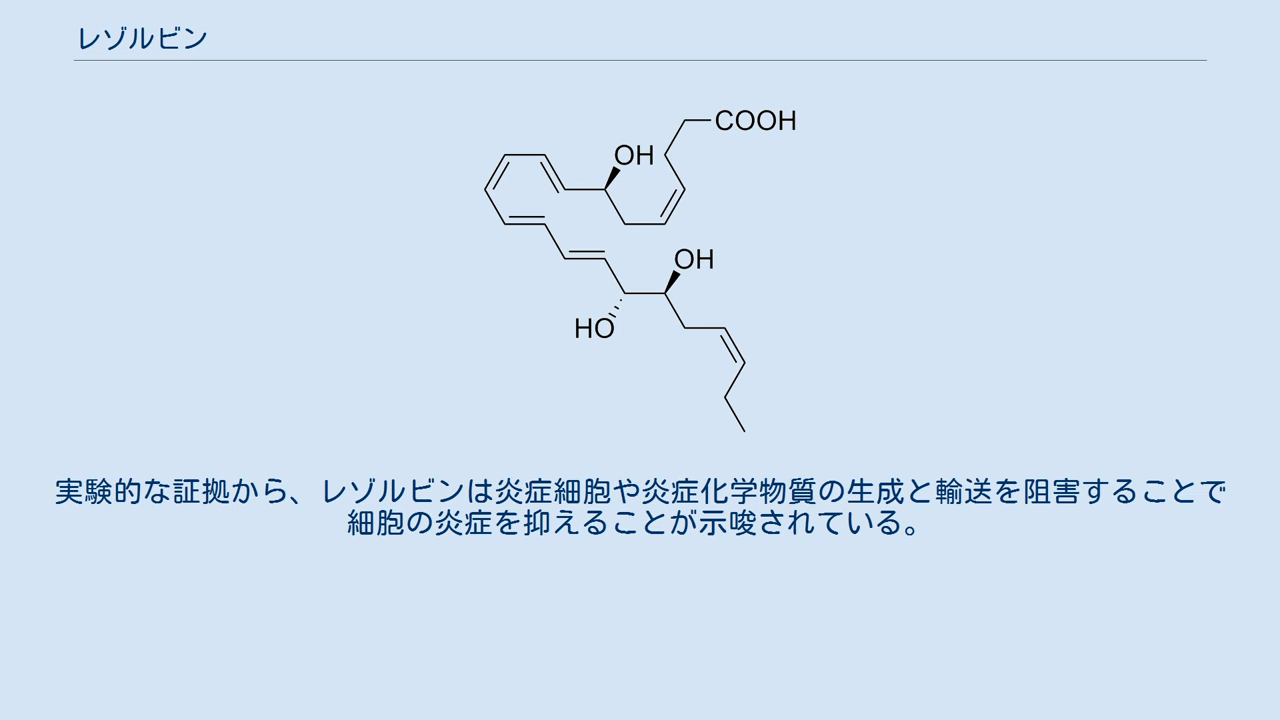 レゾルビン
COOH
OH
OH
HO
実験的な証拠から、レゾルビンは炎症細胞や炎症化学物質の生成と輸送を阻害することで
細胞の炎症を抑えることが示唆されている。